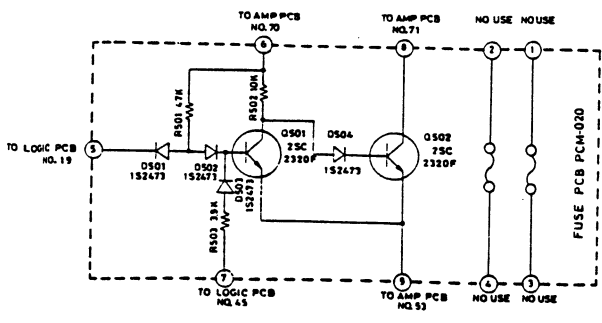 TO AMP PCB
NO. 70
TO AMP PCB
NO. 71
NO USE
NO USE
6
8
2
1
R501 47K
R502 10K
Q501
2SC
2320F
D504
1S2473
Q502
2SC
2320F
TO LOGIC PCB
NO. 19
5
D501
1S2473
D502
1S2473
D503
1S2473
R503 3.9K
FUSE PCB PCM-020
7
9
4
3
TO LOGIC PCB
NO. 45
TO AMP PCB
NO. 53
NO USE
NO USE